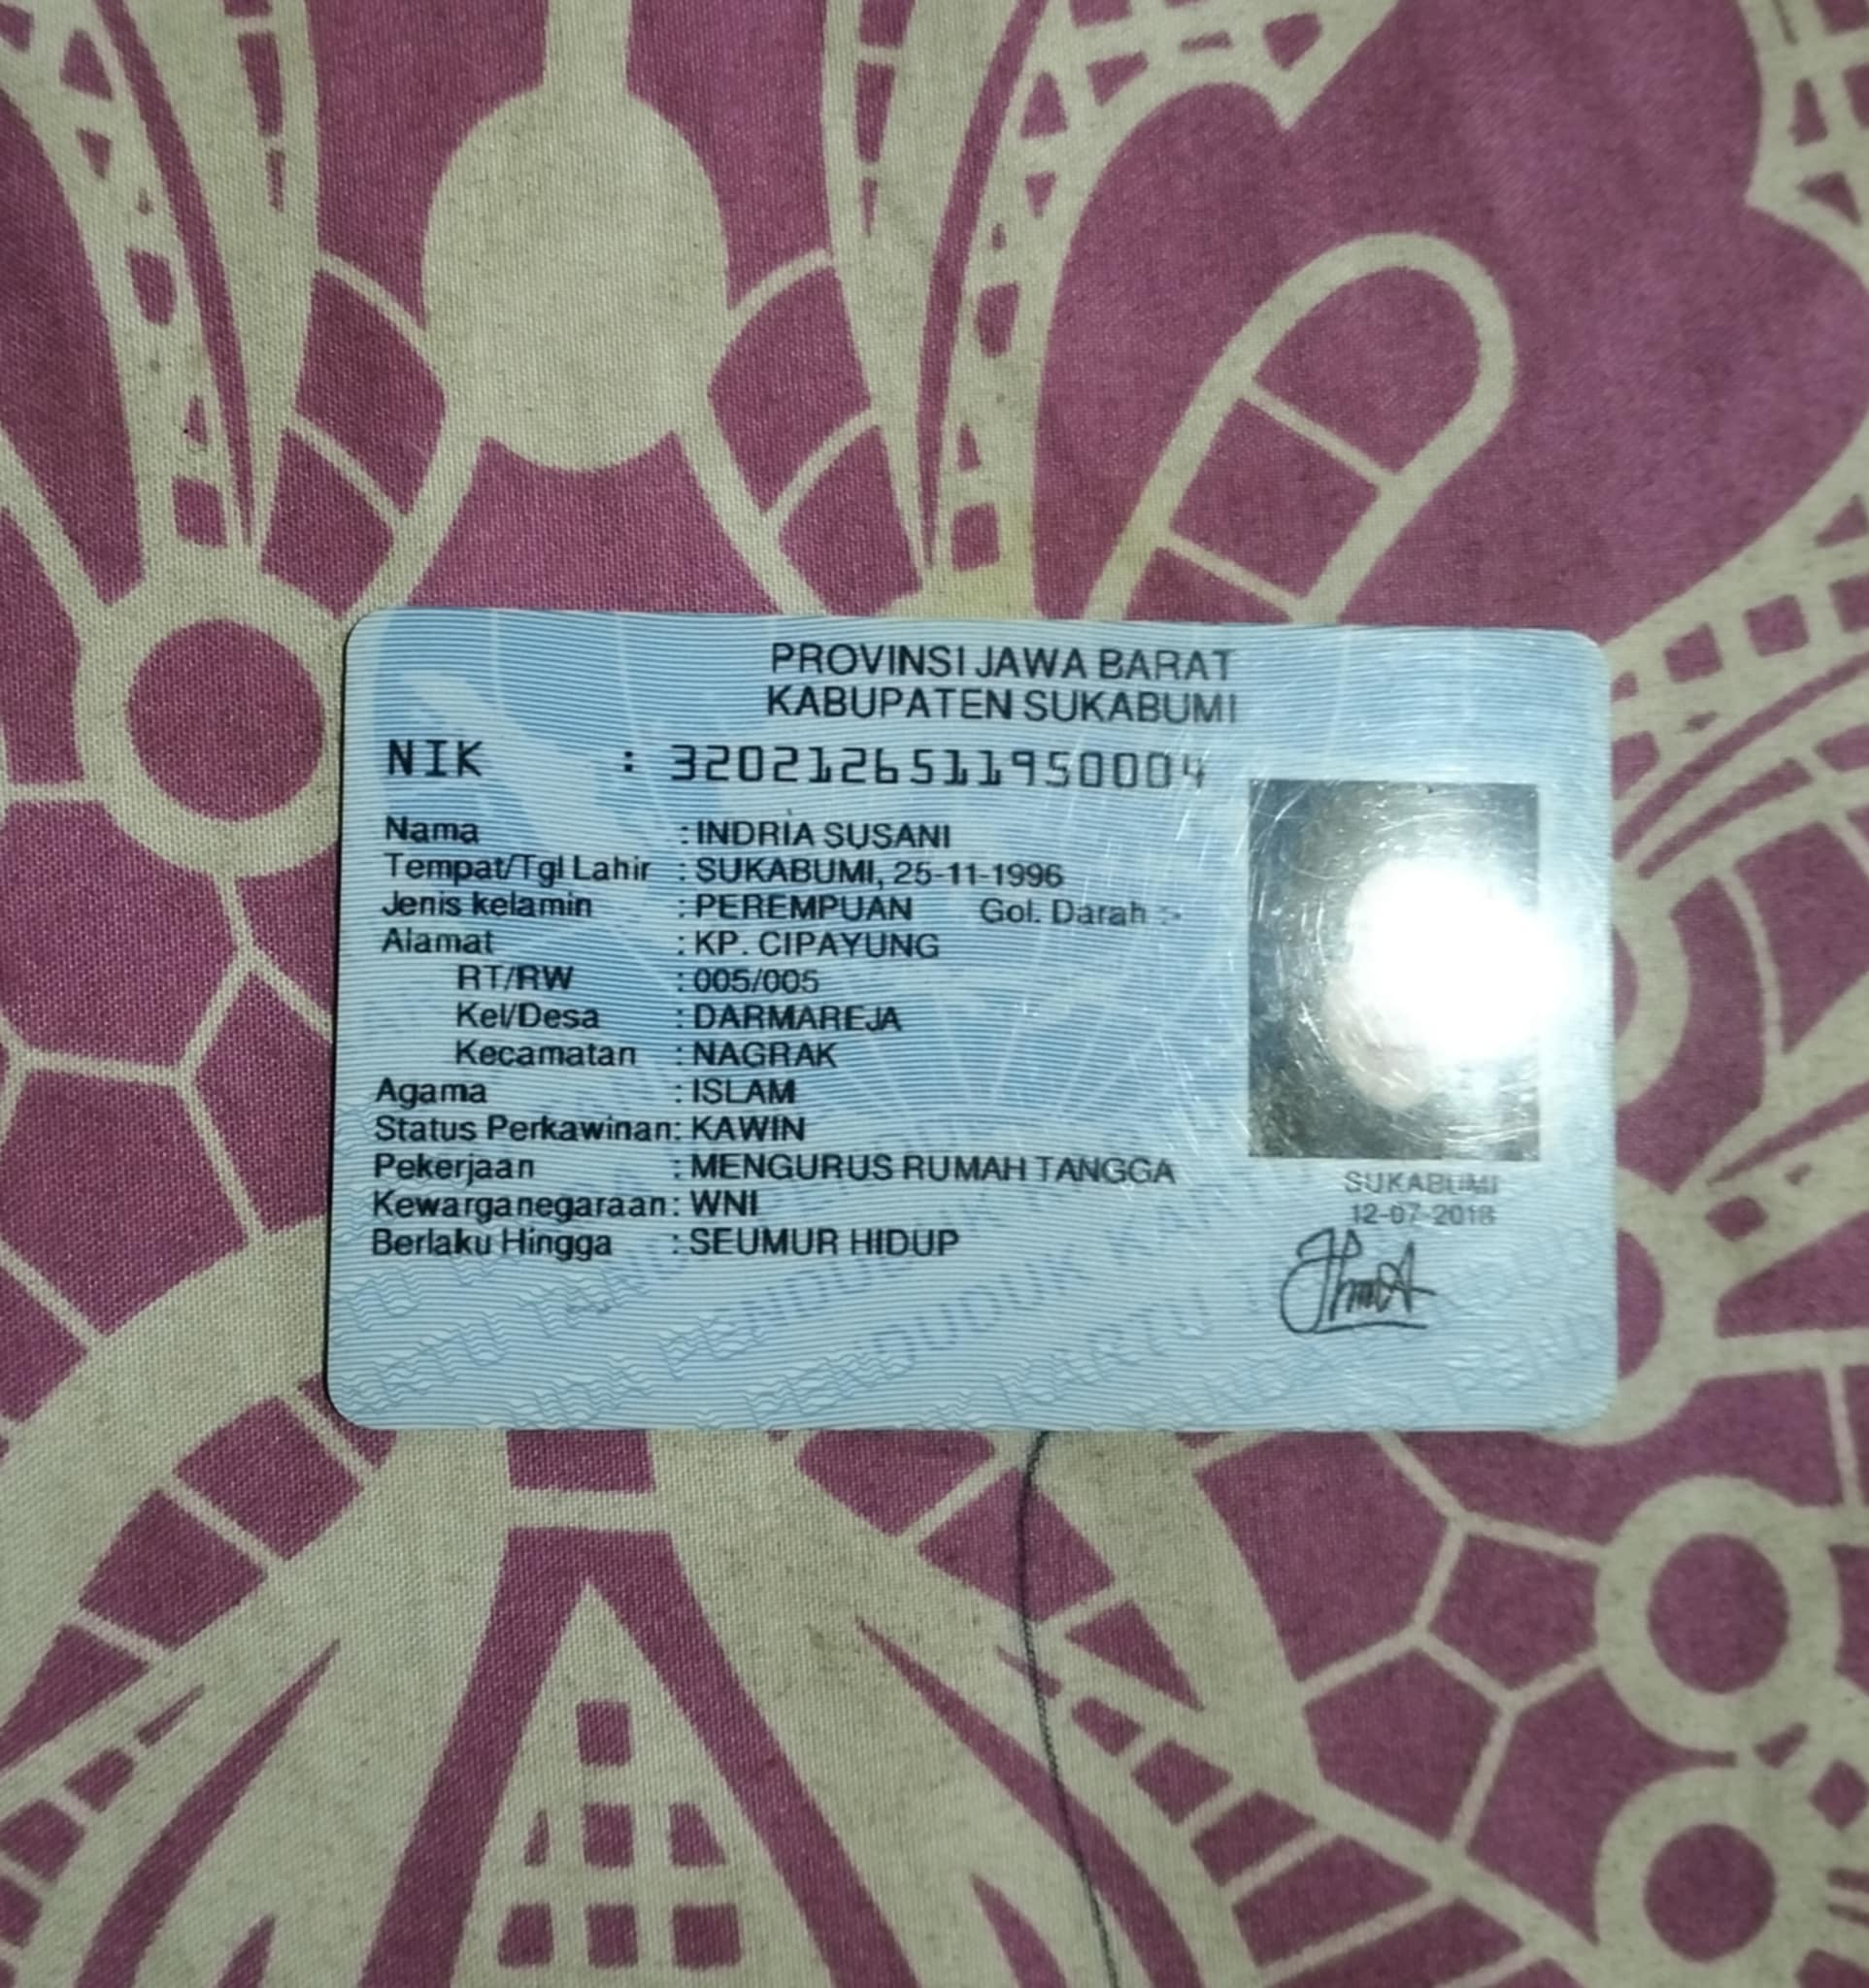 PROVINSI JAWA BARAT
KABUPATEN SUKABUMI
NIK : 3202126511950004
Nama : INDRIA SUSANI
Tempat/Tgl Lahir : SUKABUMI, 25-11-1996
Jenis kelamin : PEREMPUAN Gol. Darah :-
Alamat : KP. CIPAYUNG
RT/RW : 005/005
Kel/Desa : DARMAREJA
Kecamatan : NAGRAK
Agama : ISLAM
Status Perkawinan: KAWIN
Pekerjaan : MENGURUS RUMAH TANGGA
Kewarganegaraan: WNI
Berlaku Hingga : SEUMUR HIDUP
SUKABUMI
12-07-2018